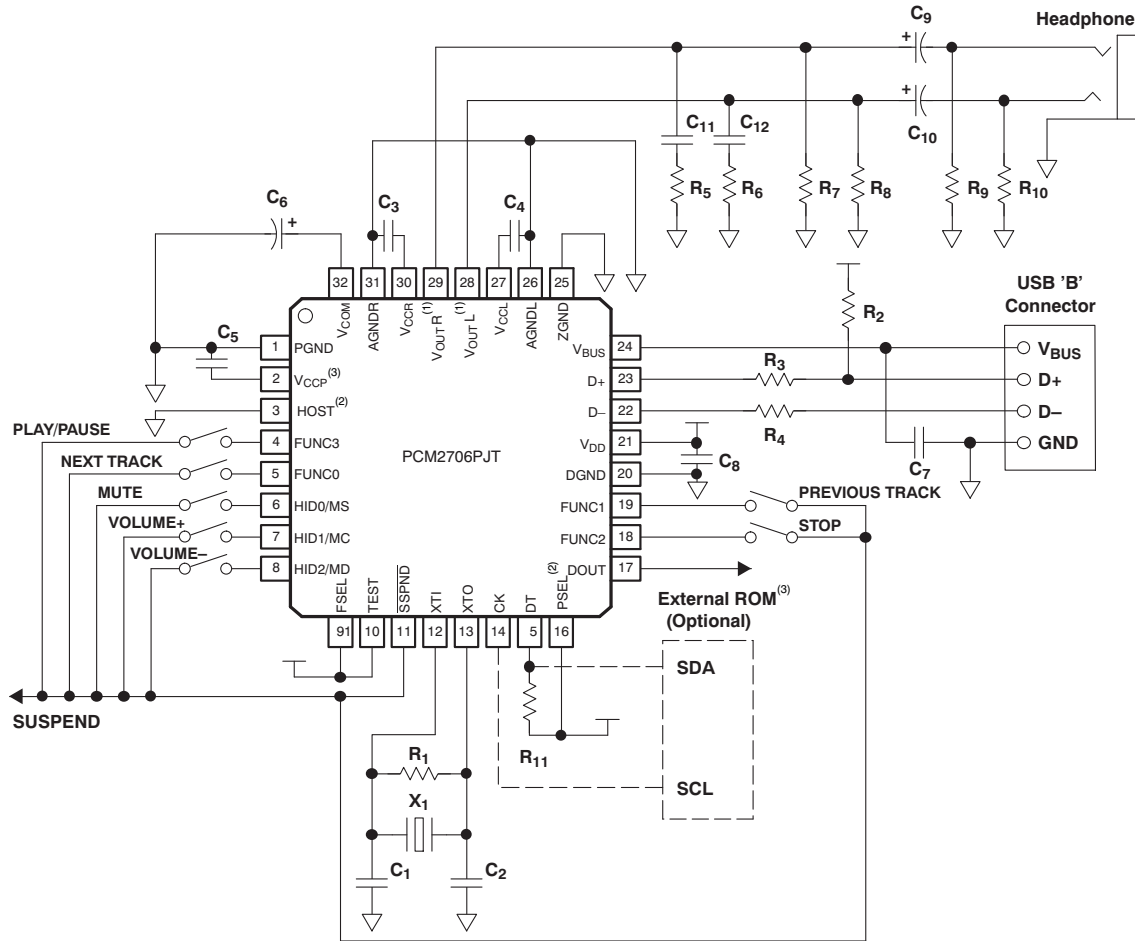 C9
Headphone
+
+
C11
C12
C10
R5
R6
R7
R8
R9
R10
C6
+
C3
C4
32
31
30
29
28
27
26
25
VCOM
AGNDR
VCCR
VOUTR(1)
VOUTL(1)
VCCL
AGNDL
ZGND
USB 'B'
Connector
R2
C5
1 PGND
VBUS 24
VBUS
2 VCCP(3)
D+ 23
R3
D+
3 HOST(2)
D– 22
R4
D–
PLAY/PAUSE
4 FUNC3
PCM2706PJT
VDD 21
GND
C8
C7
NEXT TRACK
5 FUNC0
DGND 20
MUTE
6 HID0/MS
FUNC1 19
PREVIOUS TRACK
VOLUME+
7 HID1/MC
FUNC2 18
STOP
VOLUME–
8 HID2/MD
DOUT 17
FSEL
TEST
SSPND
XTI
XTO
CK
DT
PSEL(2)
91
10
11
12
13
14
5
16
External ROM(3)
(Optional)
SDA
SUSPEND
R11
R1
SCL
X1
C1
C2